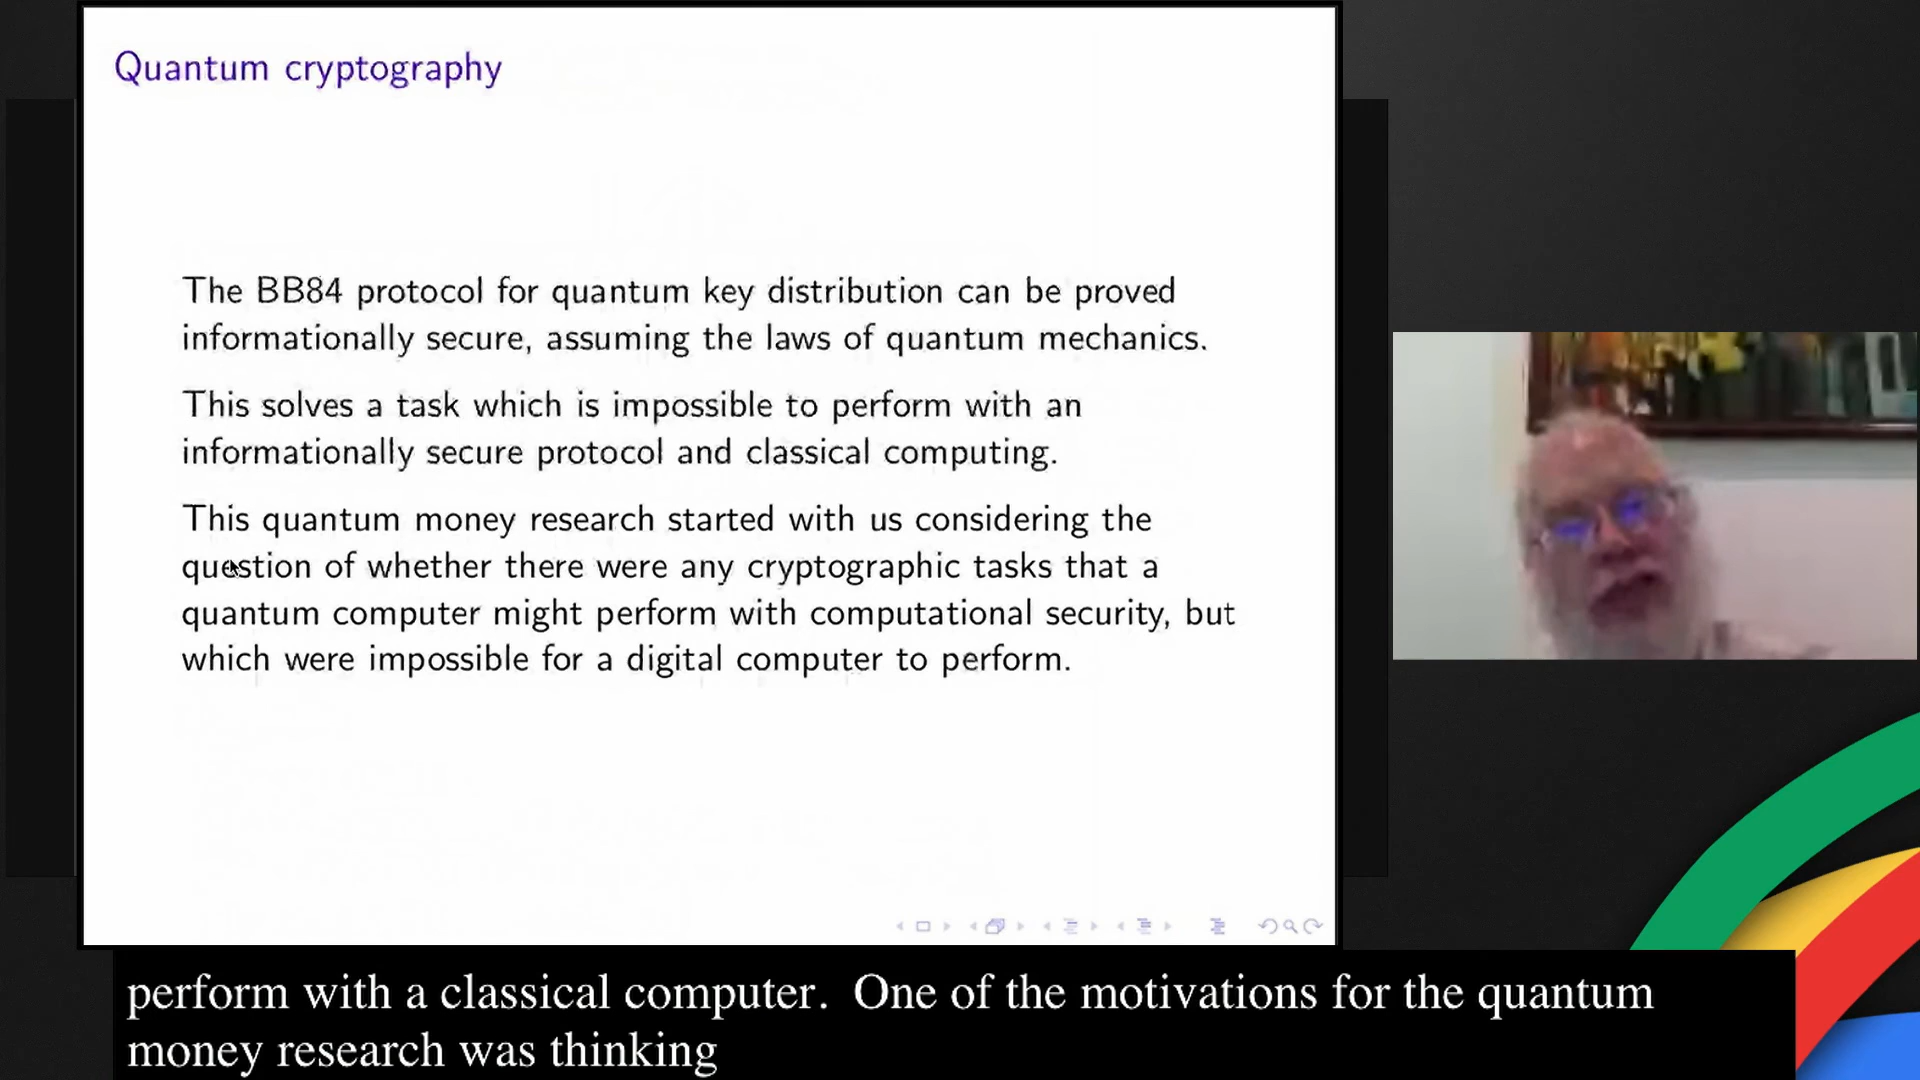 Quantum cryptography
The BB84 protocol for quantum key distribution can be proved
informationally secure, assuming the laws of quantum mechanics.
This solves a task which is impossible to perform with an
informationally secure protocol and classical computing.
This quantum money research started with us considering the
question of whether there were any cryptographic tasks that a
quantum computer might perform with computational security, but
which were impossible for a digital computer to perform.
perform with a classical computer. One of the motivations for the quantum
money research was thinking